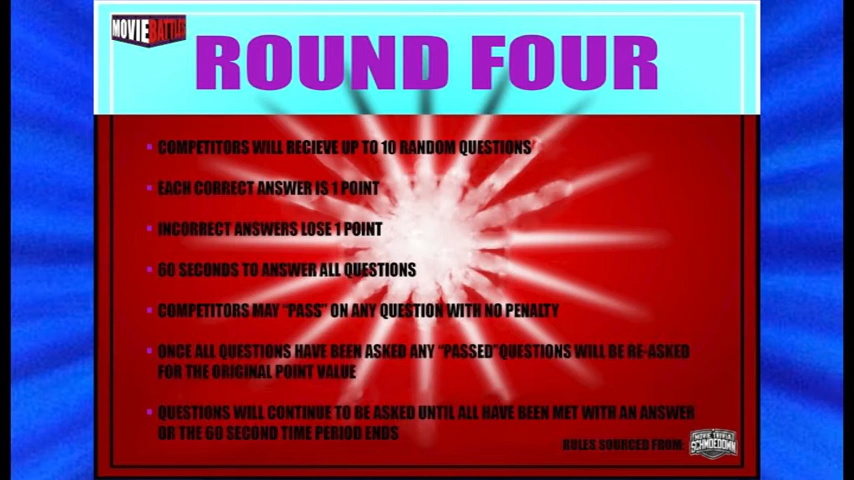 MOVIEBATTLES
ROUND FOUR
▪ COMPETITORS WILL RECIEVE UP TO 10 RANDOM QUESTIONS
▪ EACH CORRECT ANSWER IS 1 POINT
▪ INCORRECT ANSWERS LOSE 1 POINT
▪ 60 SECONDS TO ANSWER ALL QUESTIONS
▪ COMPETITORS MAY “PASS” ON ANY QUESTION WITH NO PENALTY
▪ ONCE ALL QUESTIONS HAVE BEEN ASKED ANY “PASSED”QUESTIONS WILL BE RE-ASKED
FOR THE ORIGINAL POINT VALUE
▪ QUESTIONS WILL CONTINUE TO BE ASKED UNTIL ALL HAVE BEEN MET WITH AN ANSWER
OR THE 60 SECOND TIME PERIOD ENDS
RULES SOURCED FROM:
MOVIE TRIVIA
SCHMOEDOWN